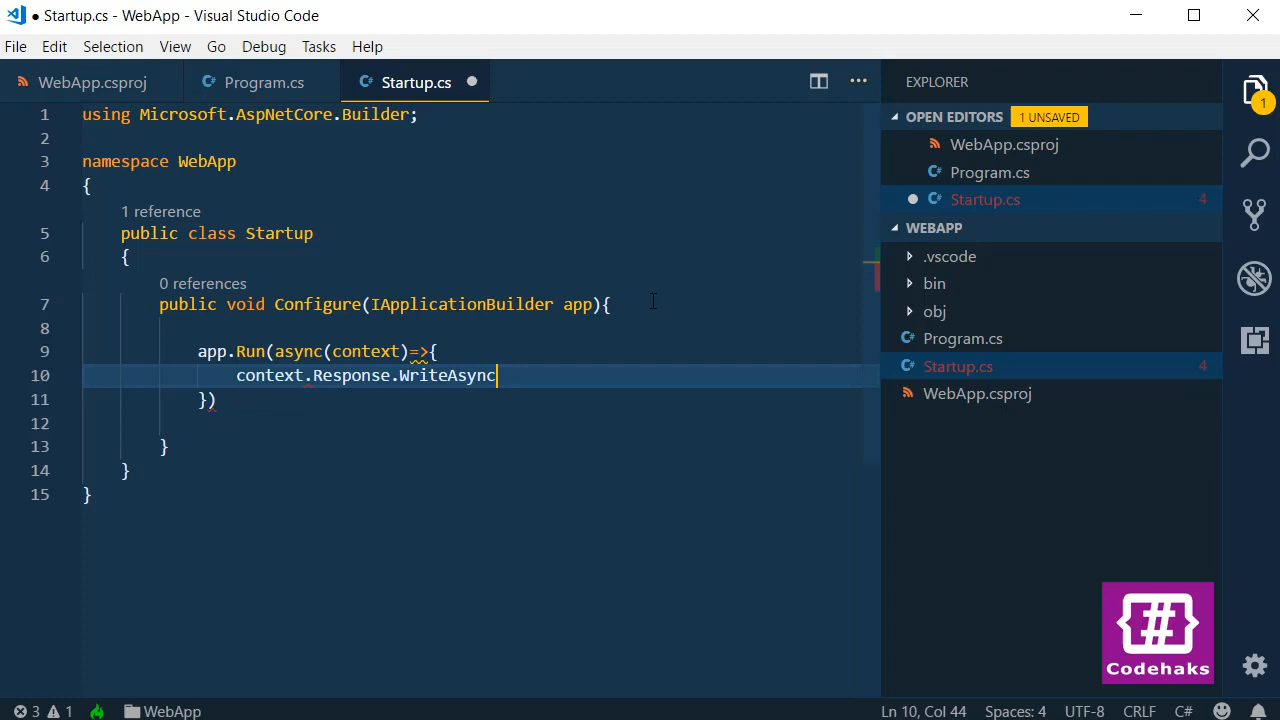 ● Startup.cs - WebApp - Visual Studio Code
File Edit Selection View Go Debug Tasks Help
WebApp.csproj C# Program.cs C# Startup.cs ●
1 using Microsoft.AspNetCore.Builder;
2
3 namespace WebApp
4 {
1 reference
5 public class Startup
6 {
0 references
7 public void Configure(IApplicationBuilder app){
8
9 app.Run(async(context)=>{
10 context.Response.WriteAsync
11 })
12
13 }
14 }
15 }
EXPLORER
OPEN EDITORS 1 UNSAVED
WebApp.csproj
C# Program.cs
● C# Startup.cs 4
WEBAPP
.vscode
bin
obj
C# Program.cs
C# Startup.cs 4
WebApp.csproj
1
{#}
Codehaks
3 1 WebApp Ln 10, Col 44 Spaces: 4 UTF-8 CRLF C#